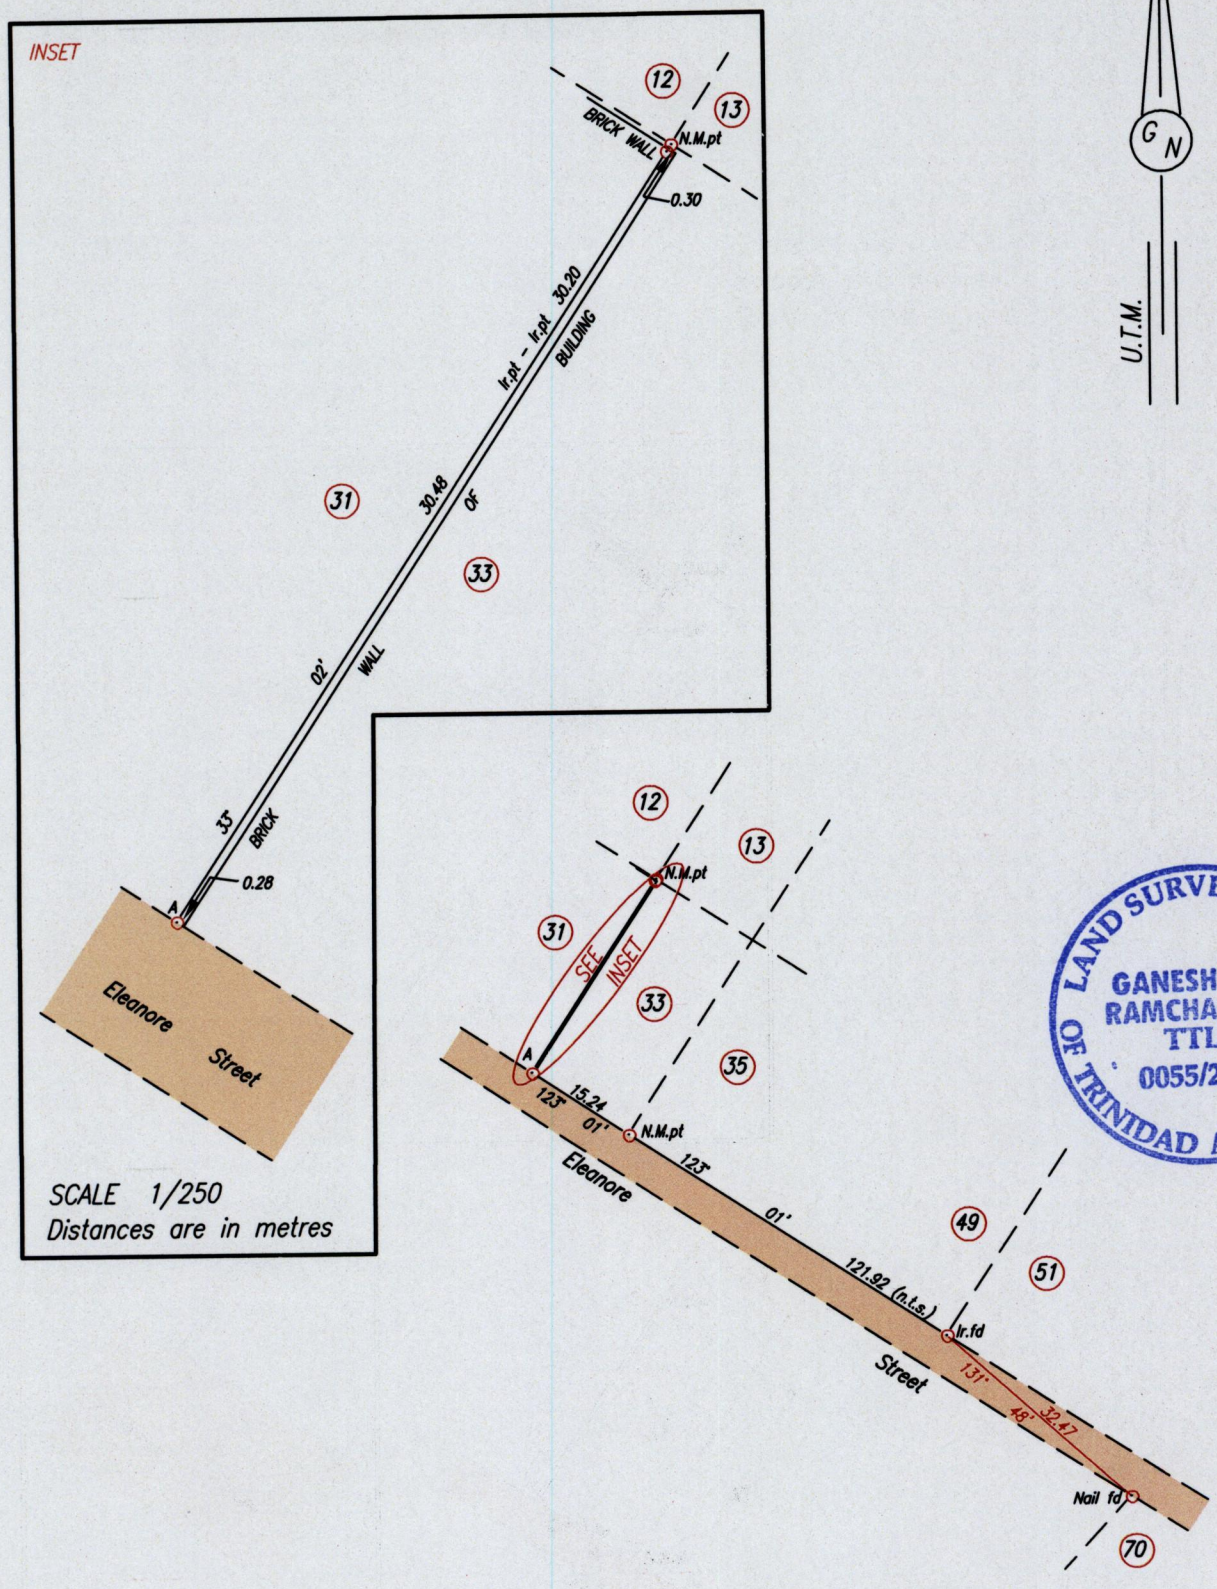 INSET
12
13
N.M.pt
BRICK WALL
0.30
Ir.pt - Ir.pt 30.20
BUILDING
30.48
OF
31
33
02'
WALL
33°
BRICK
0.28
A
Eleanore
Street
SCALE 1/250
Distances are in metres
G N
U.T.M.
12
13
N.M.pt
31
SEE
INSET
33
35
A
123°
15.24
01'
N.M.pt
Eleanore
123°
01'
121.92 (n.t.s.)
49
51
Ir.fd
Street
131°
48'
32.47
Nail fd
70
LAND SURVE
GANESH
RAMCHA
TTL
0055/2
OF TRINIDAD